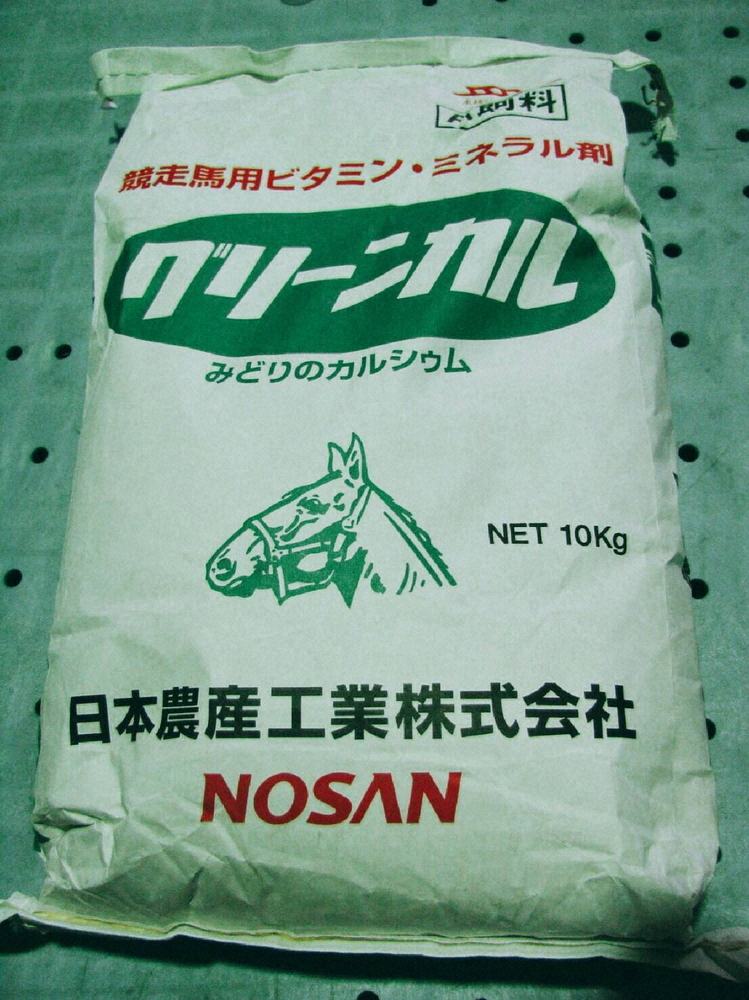 飼料
競走馬用ビタミン・ミネラル剤
グリーンカル
みどりのカルシウム
NET 10Kg
日本農産工業株式会社
NOSAN